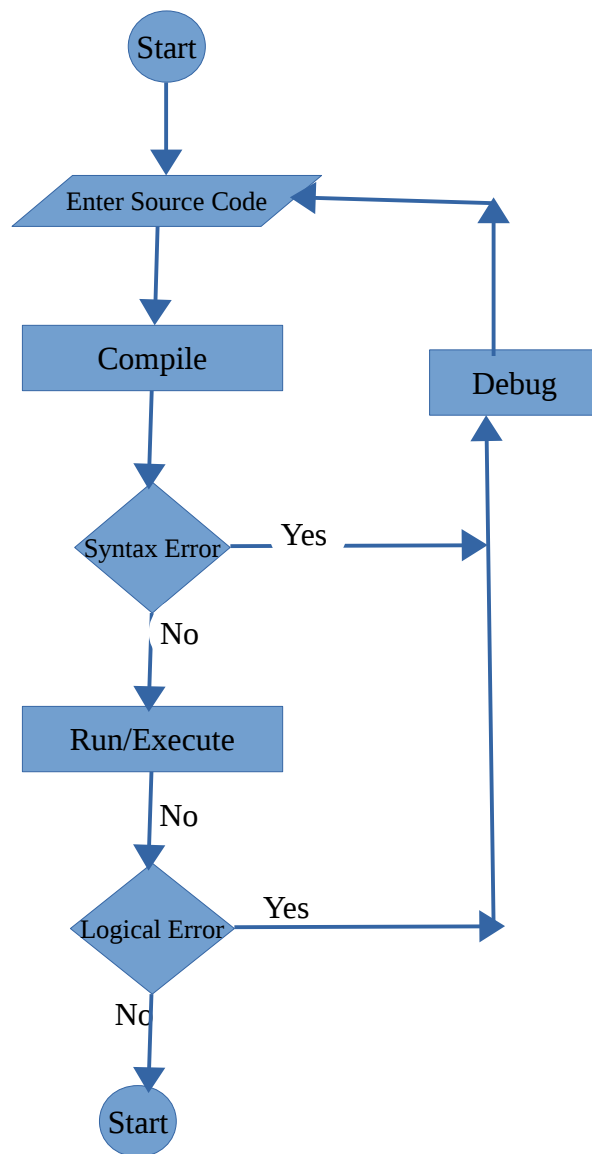 Start
Enter Source Code
Compile
Debug
Syntax Error
Yes
No
Run/Execute
No
Logical Error
Yes
No
Start